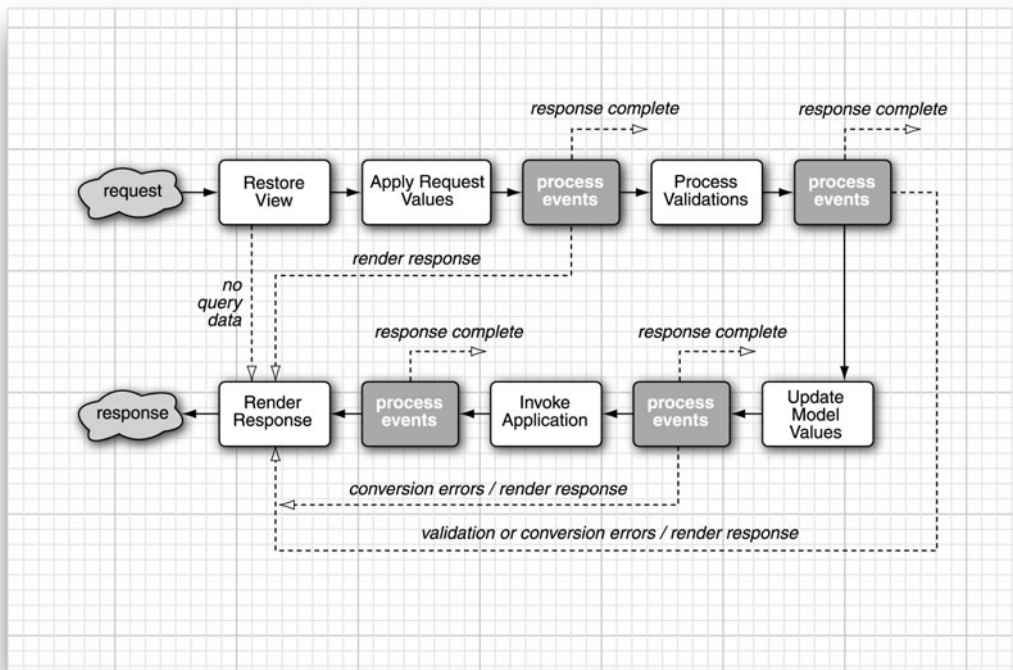 response complete
response complete
request
Restore
View
Apply Request
Values
process
events
Process
Validations
process
events
render response
no
query
data
response complete
response complete
response
Render
Response
process
events
Invoke
Application
process
events
Update
Model
Values
conversion errors / render response
validation or conversion errors / render response